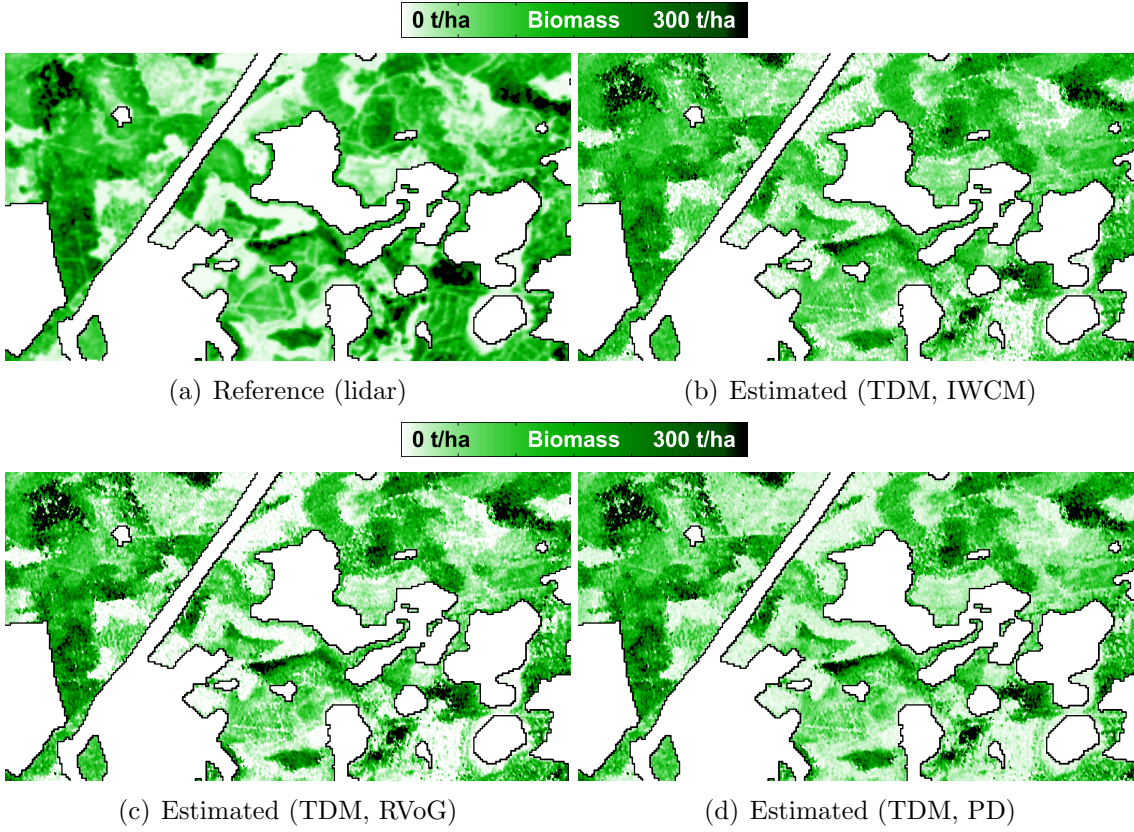 0 t/ha Biomass 300 t/ha
(a) Reference (lidar)
(b) Estimated (TDM, IWCM)
0 t/ha Biomass 300 t/ha
(c) Estimated (TDM, RVoG)
(d) Estimated (TDM, PD)